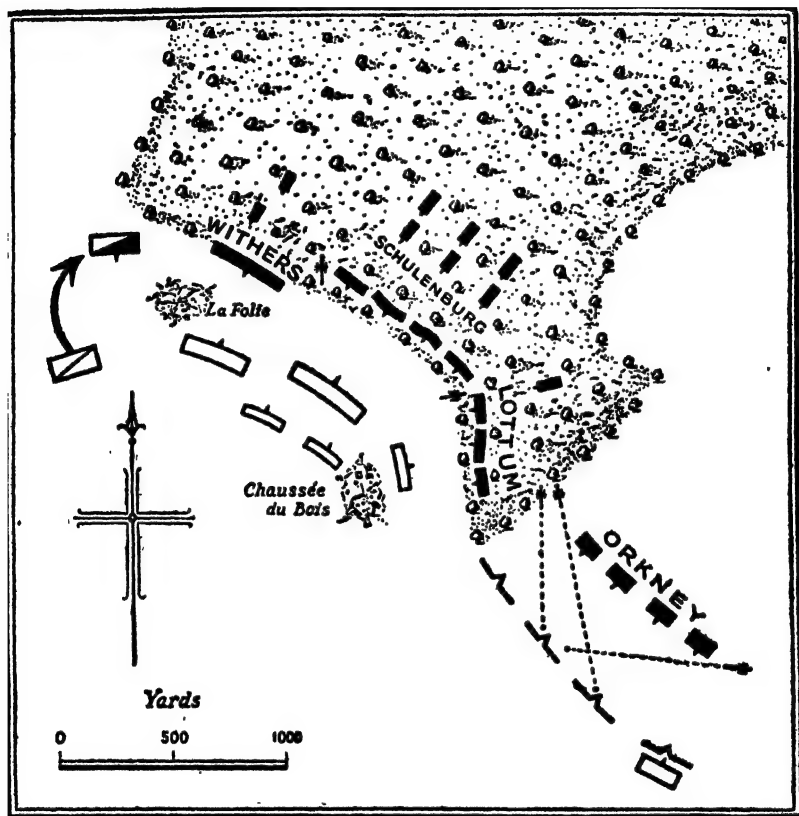 WITHERS
SCHULENBURG
La Folie
LOTTUM
Chaussée
du Bois
ORKNEY
Yards
0 500 1000